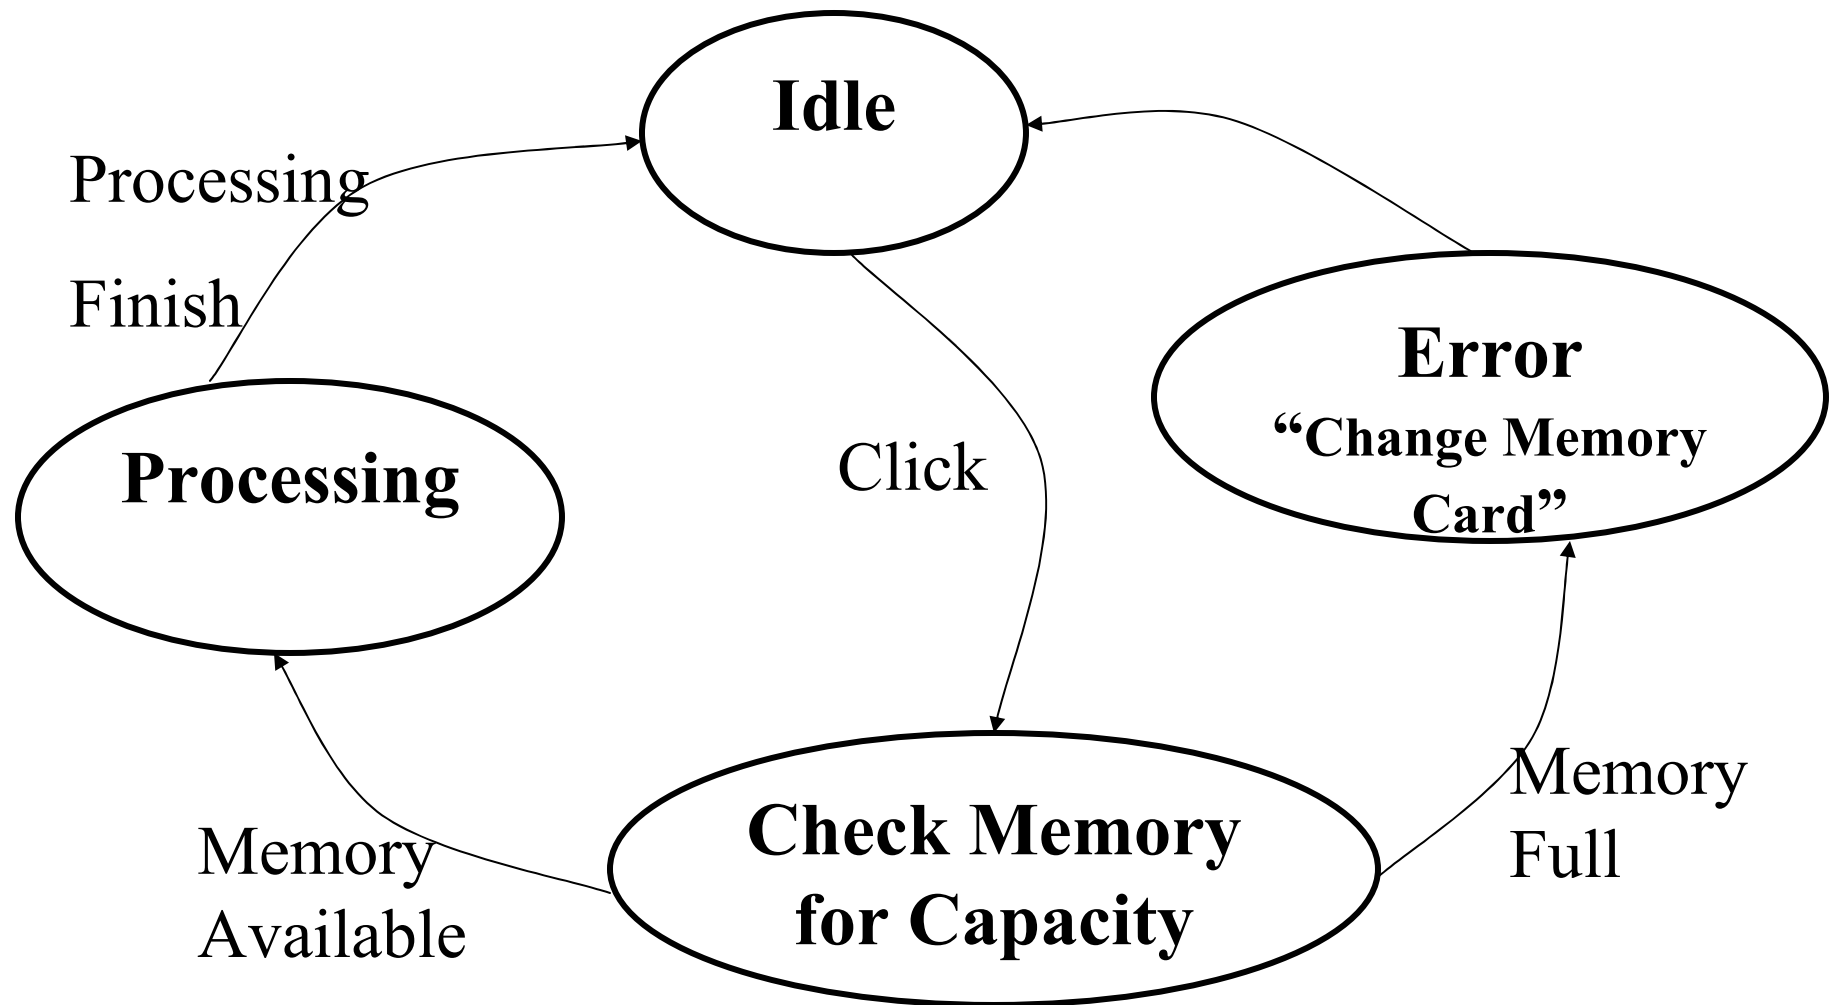 Idle
Processing
Finish
Error
“Change Memory
Card”
Processing
Click
Memory
Available
Check Memory
for Capacity
Memory
Full